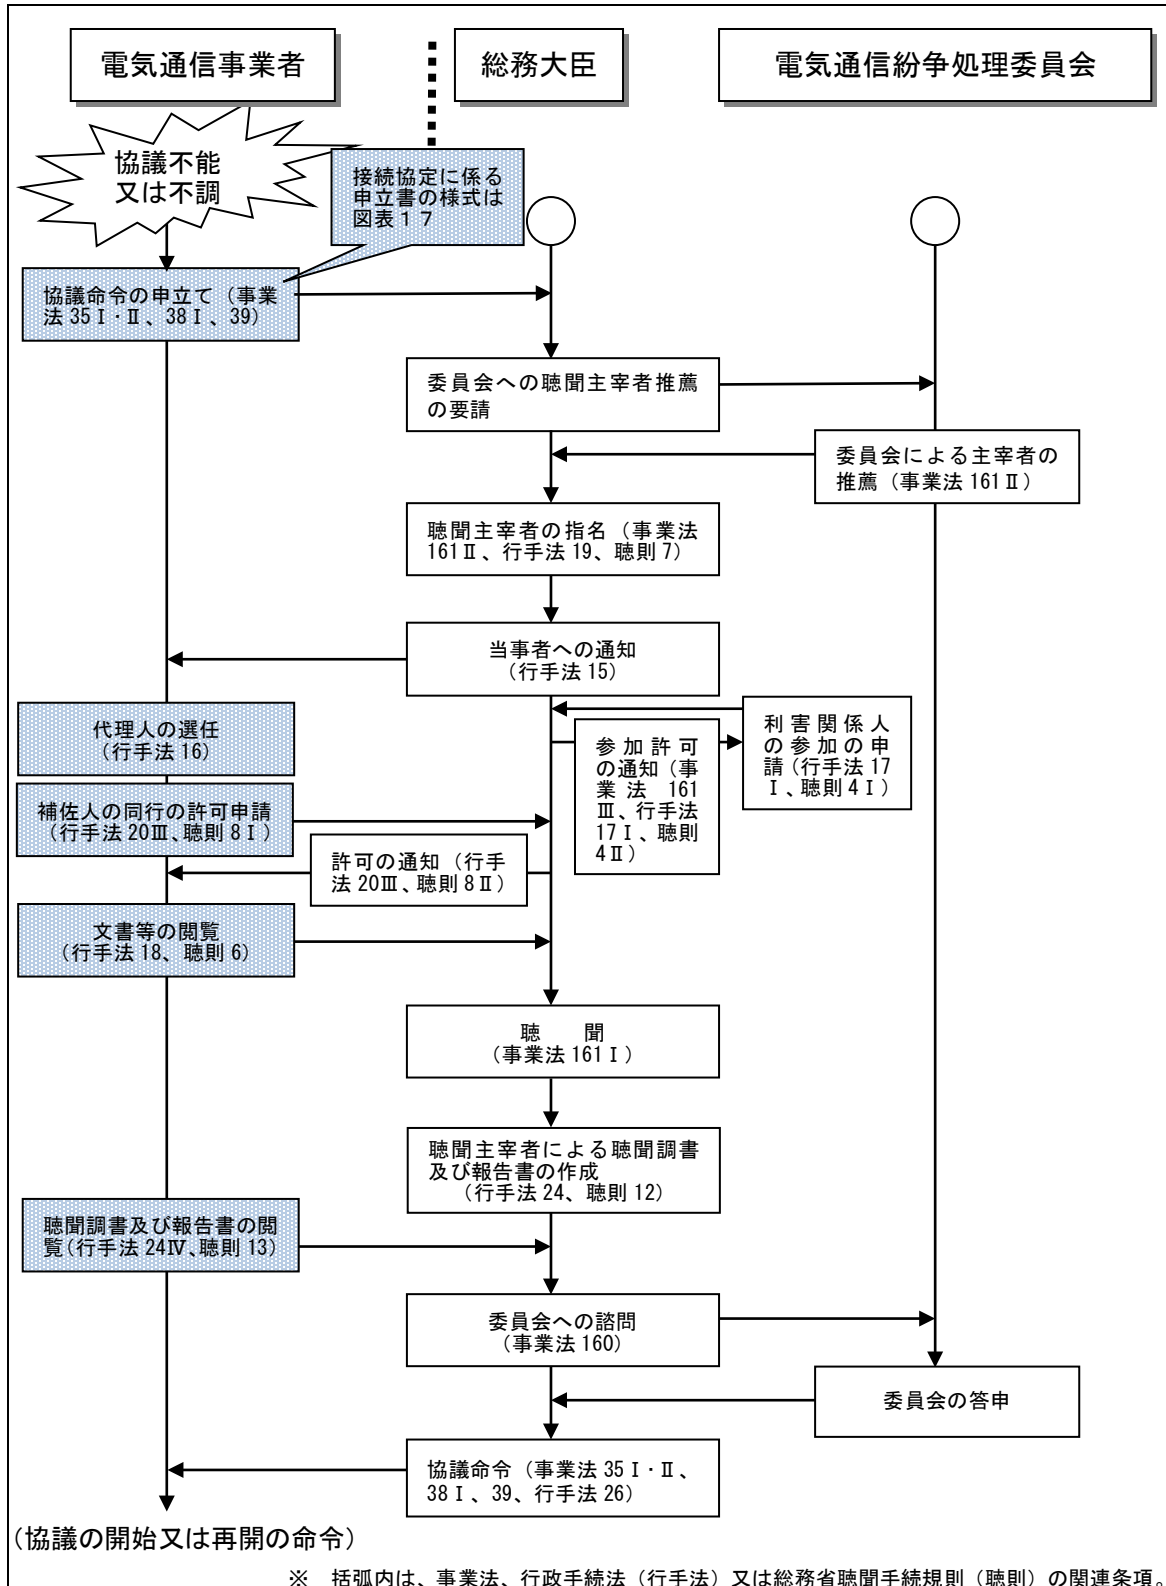 電気通信事業者
総務大臣
電気通信紛争処理委員会
協議不能
又は不調
接続協定に係る
申立書の様式は
図表１７
協議命令の申立て（事業
法 35Ⅰ・Ⅱ、38Ⅰ、39）
委員会への聴聞主宰者推薦
の要請
委員会による主宰者の
推薦（事業法 161Ⅱ）
聴聞主宰者の指名（事業法
161Ⅱ、行手法 19、聴則 7）
当事者への通知
（行手法 15）
代理人の選任
（行手法 16）
利害関係人
の参加の申
請（行手法 17
Ⅰ、聴則 4Ⅰ）
参加許可
の通知（事
業法 161
Ⅲ、行手法
17Ⅰ、聴則
4Ⅱ）
補佐人の同行の許可申請
（行手法 20Ⅲ、聴則 8Ⅰ）
許可の通知（行手
法 20Ⅲ、聴則 8Ⅱ）
文書等の閲覧
（行手法 18、聴則 6）
聴　　聞
（事業法 161Ⅰ）
聴聞主宰者による聴聞調書
及び報告書の作成
（行手法 24、聴則 12）
聴聞調書及び報告書の閲
覧（行手法 24Ⅳ、聴則 13）
委員会への諮問
（事業法 160）
委員会の答申
協議命令（事業法 35Ⅰ・Ⅱ、
38Ⅰ、39、行手法 26）
（協議の開始又は再開の命令）
※　括弧内は、事業法、行政手続法（行手法）又は総務省聴聞手続規則（聴則）の関連条項。